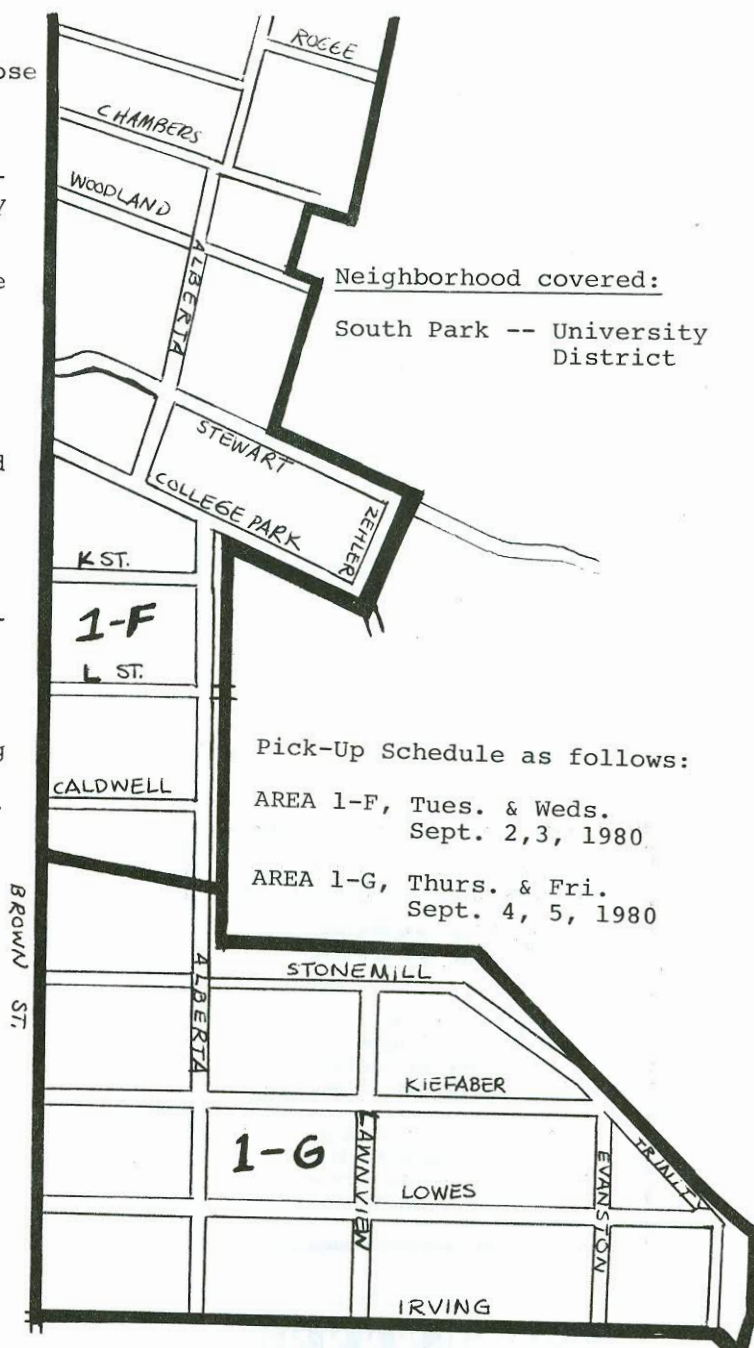 ROGGE
ose
CHAMBERS
-
y
WOODLAND
ALBERTA
e
Neighborhood covered:
South Park -- University
District
STEWART
d
COLLEGE PARK
ZEHLER
K ST.
1-F
-
L ST.
g
Pick-Up Schedule as follows:
CALDWELL
.
AREA 1-F, Tues. & Weds.
Sept. 2,3, 1980
AREA 1-G, Thurs. & Fri.
Sept. 4, 5, 1980
BROWN ST.
STONEMILL
ALBERTA
KIEFABER
1-G
LAWNVIEW
EVANSTON
TRINITY
LOWES
IRVING